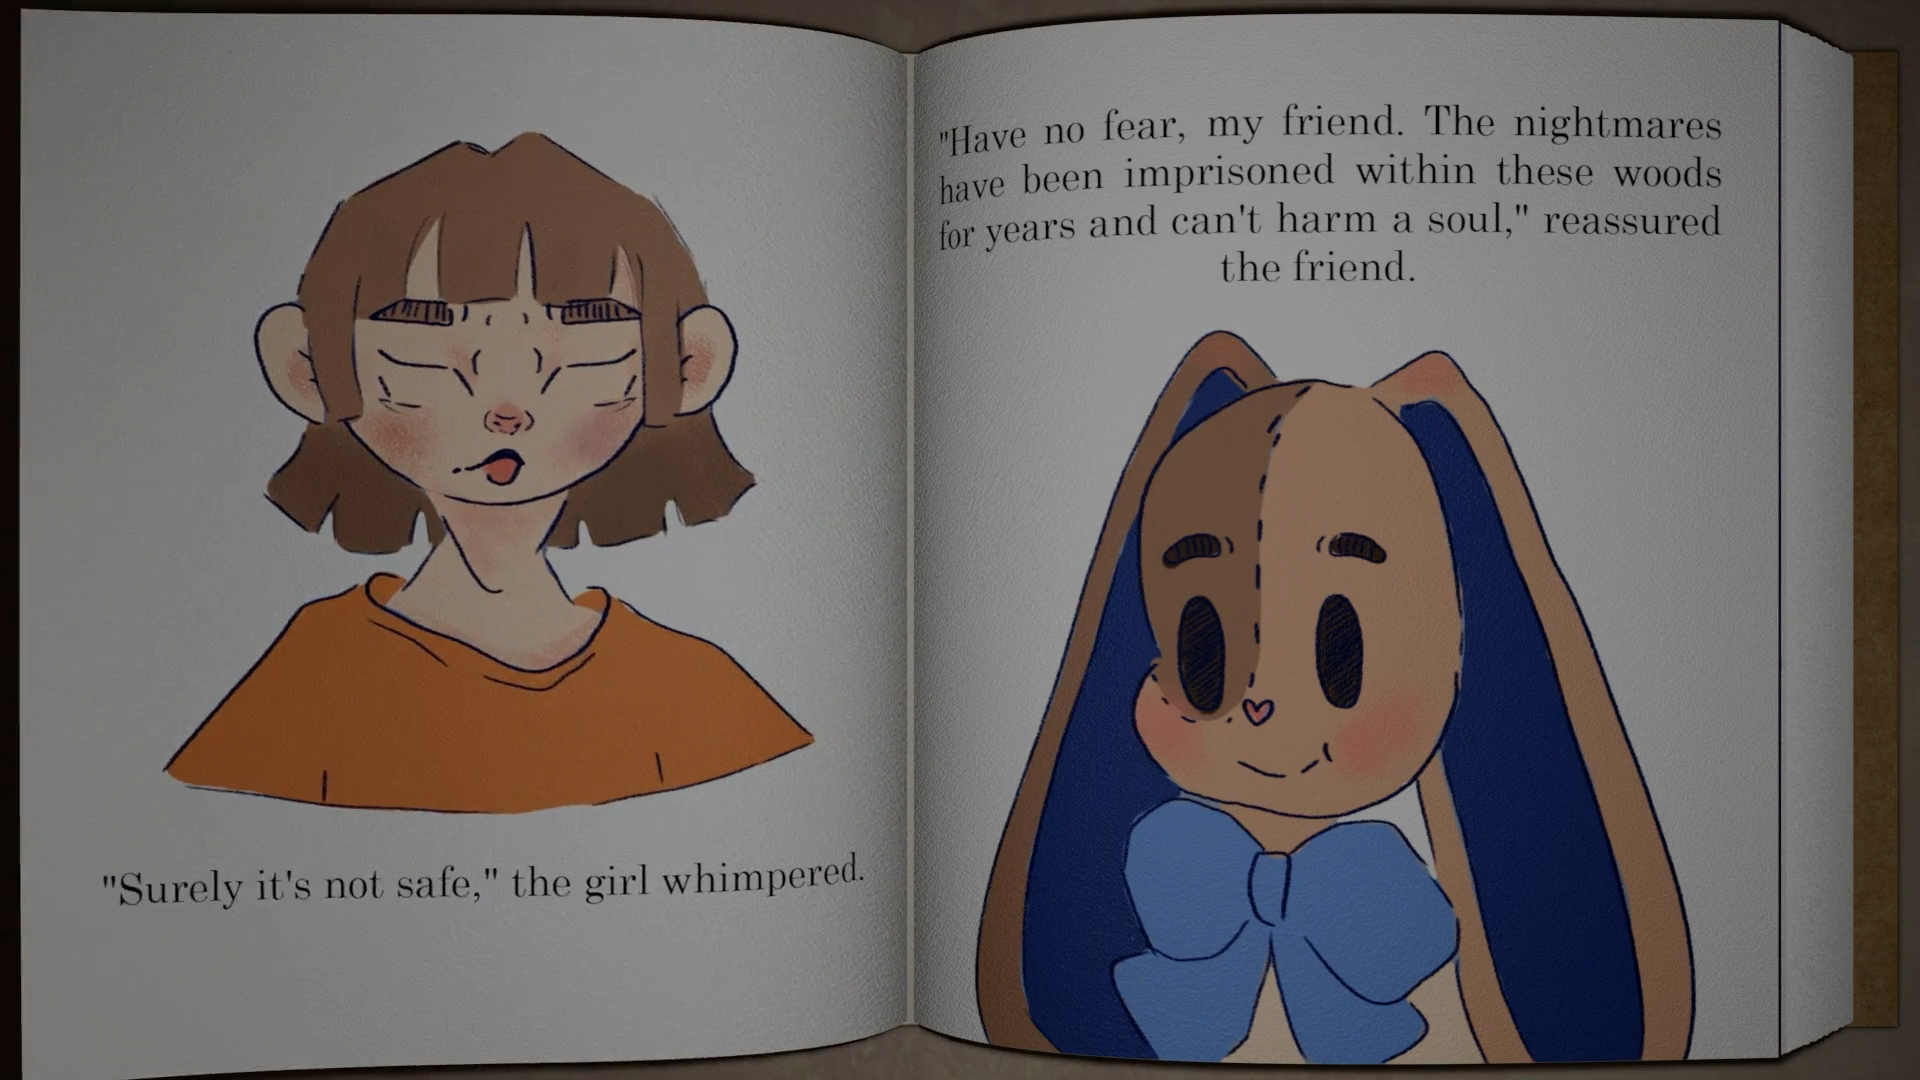 "Surely it's not safe," the girl whimpered.
"Have no fear, my friend. The nightmares
have been imprisoned within these woods
for years and can't harm a soul," reassured
the friend.